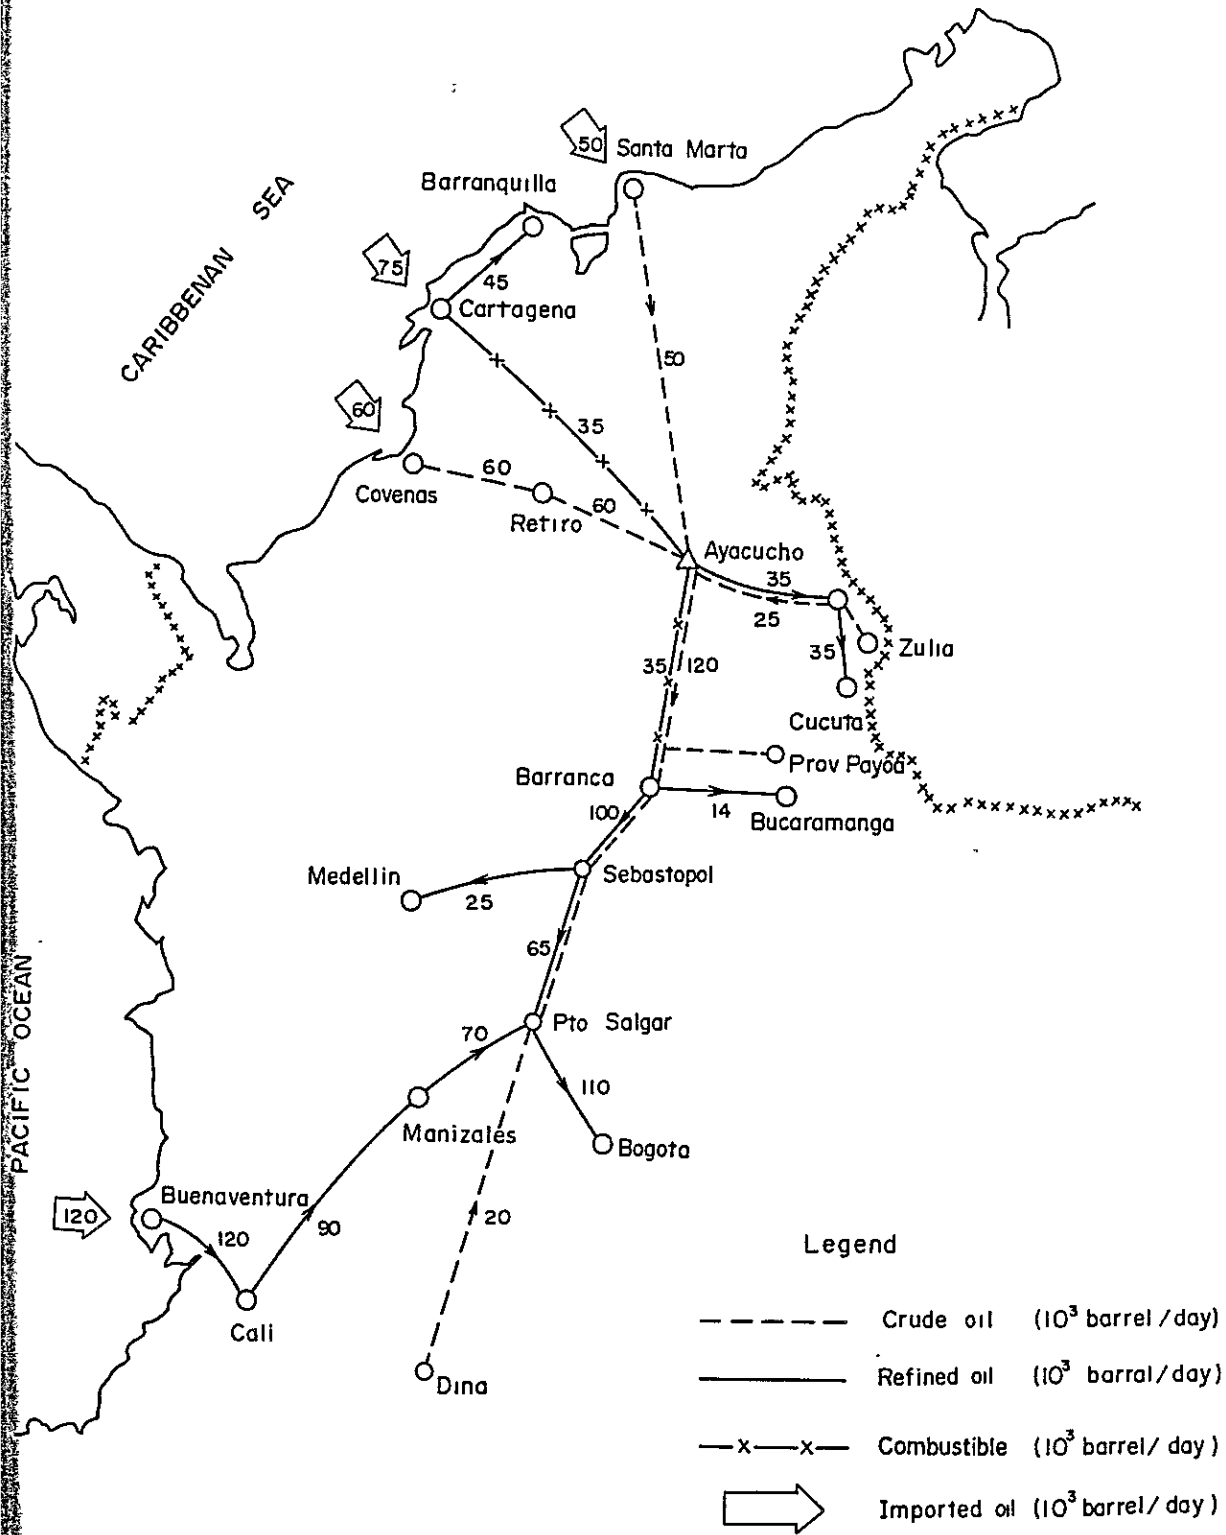 50 Santa Marta
Barranquilla
CARIBBENAN SEA
75
45
Cartagena
50
60
35
60
Covenas
60
Retiro
Ayacucho
35
25
Zulia
35
35 120
Cucuta
Barranca
Prov Payoa
100
14
Bucaramanga
Medellin
Sebastopol
25
65
PACIFIC OCEAN
Pto Salgar
70
110
Manizales
Bogota
Buenaventura
120
120
90
20
Cali
Dina
Legend
Crude oil (10³ barrel/day)
Refined oil (10³ barral/day)
x x Combustible (10³ barrel/day)
Imported oil (10³ barrel/day)